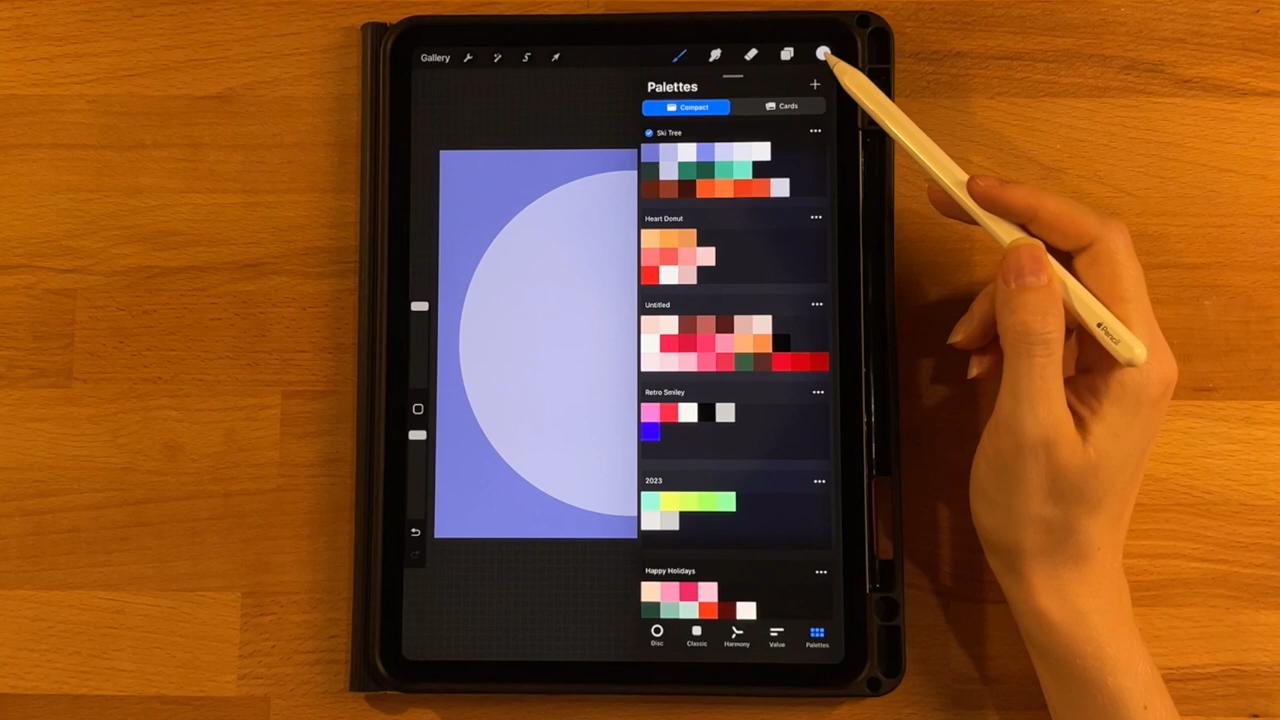 Gallery
Palettes
Compact
Cards
Ski Tree
Heart Donut
Untitled
Retro Smiley
2023
Happy Holidays
Disc
Classic
Harmony
Value
Palettes
Pencil